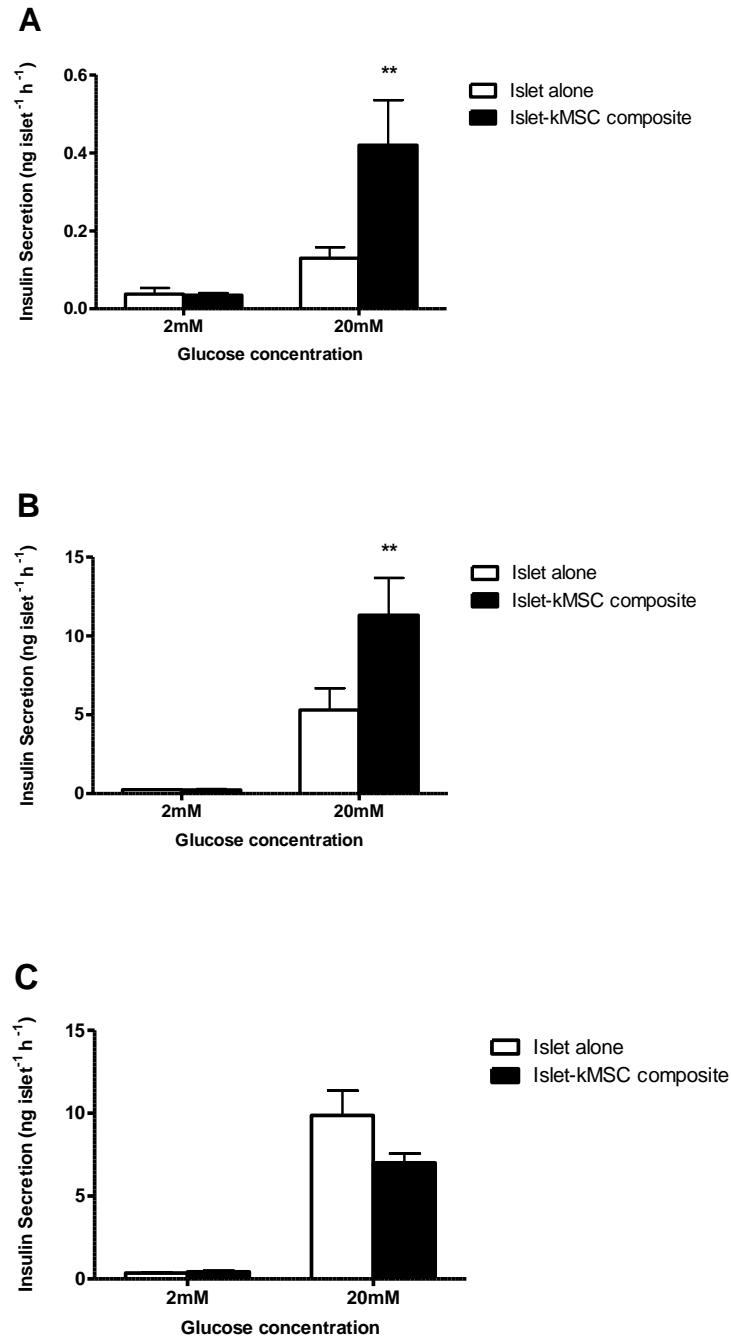 A
Insulin Secretion (ng islet⁻¹ h⁻¹)
0.6
0.4
0.2
0.0
**
Islet alone
Islet-kMSC composite
2mM
20mM
Glucose concentration
B
Insulin Secretion (ng islet⁻¹ h⁻¹)
15
10
5
0
**
Islet alone
Islet-kMSC composite
2mM
20mM
Glucose concentration
C
Insulin Secretion (ng islet⁻¹ h⁻¹)
15
10
5
0
Islet alone
Islet-kMSC composite
2mM
20mM
Glucose concentration